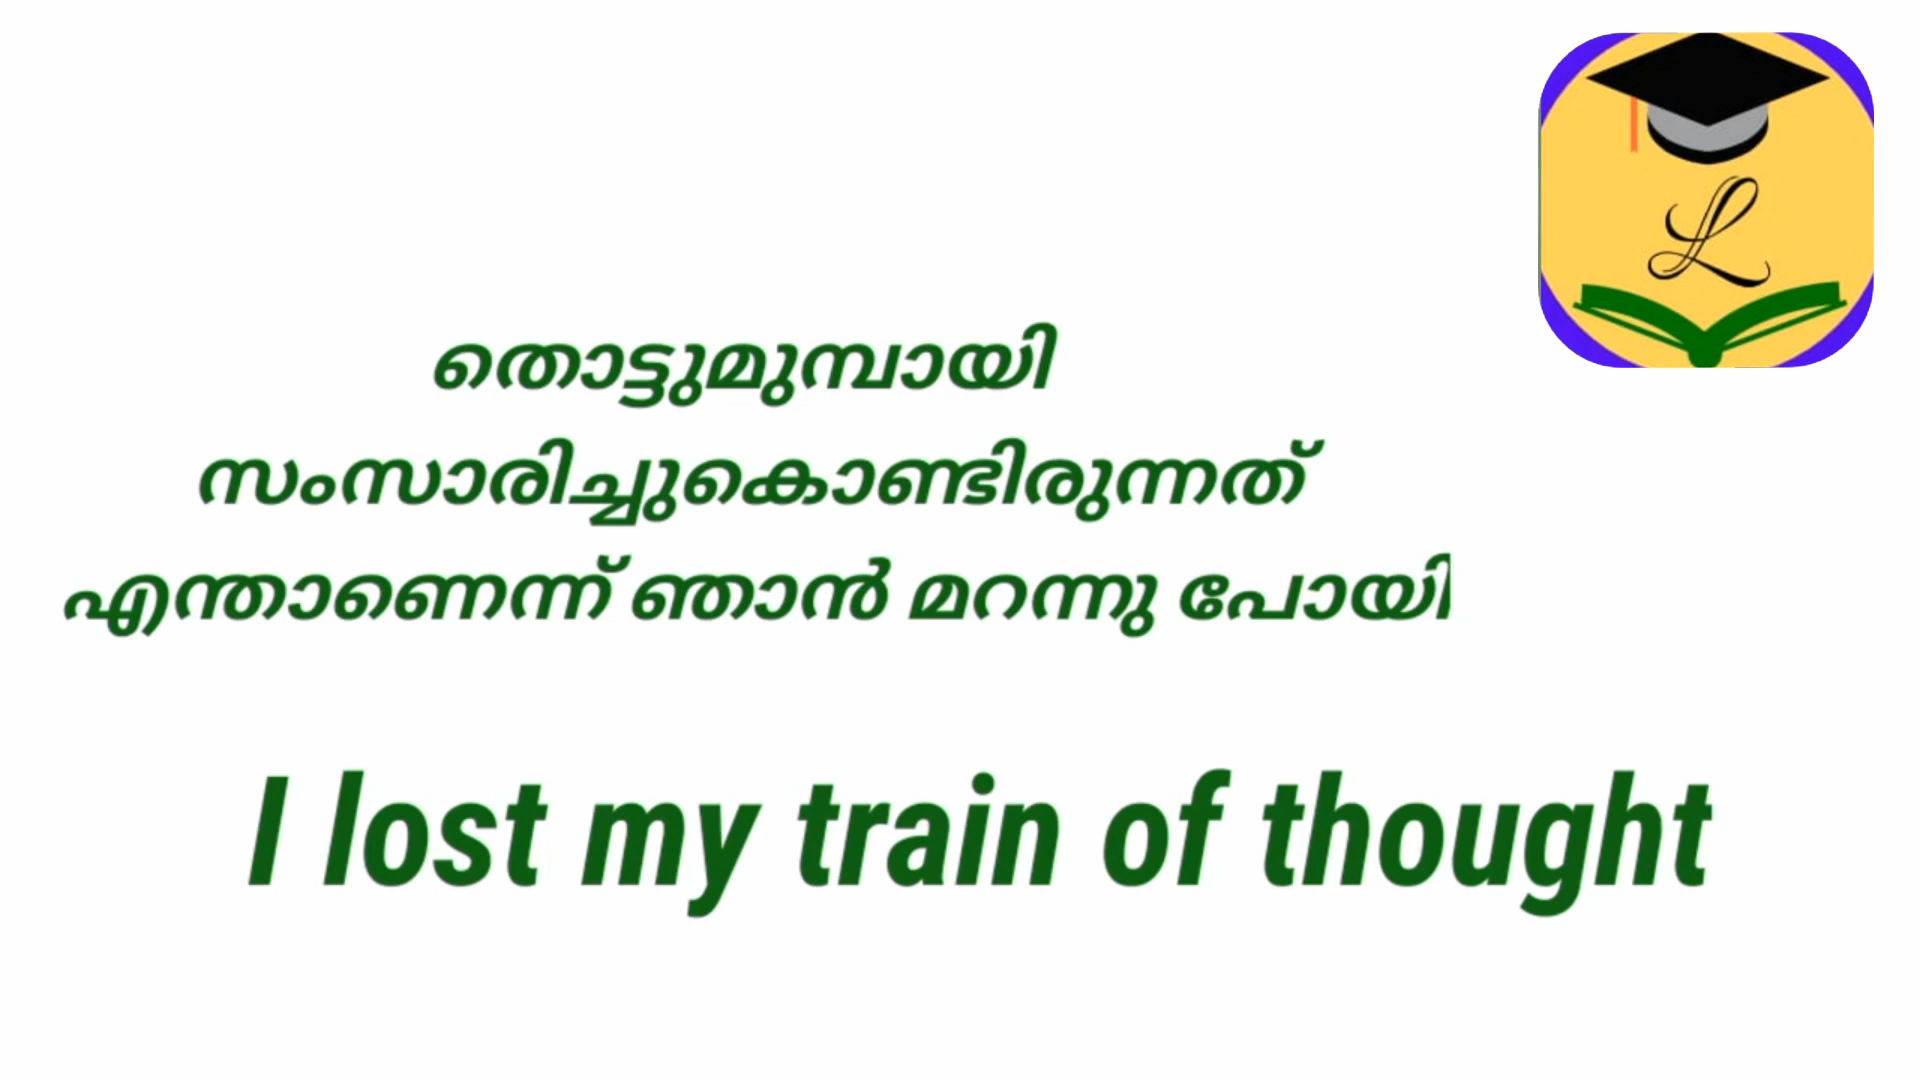 L
തൊട്ടുമുമ്പായി
സംസാരിച്ചുകൊണ്ടിരുന്നത്
എന്താണെന്ന് ഞാൻ മറന്നു പോയി
I lost my train of thought